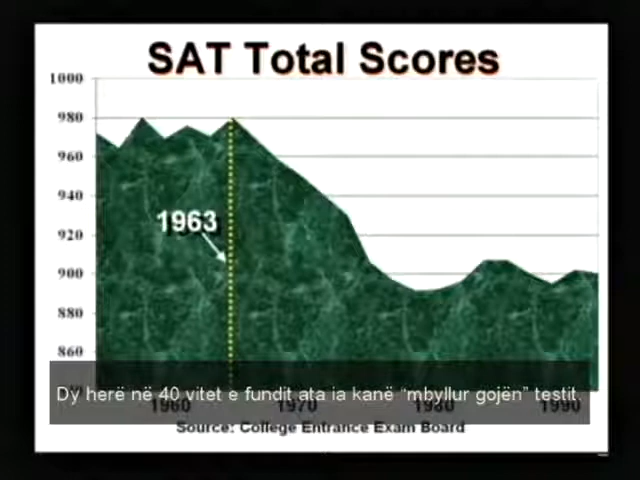 SAT Total Scores
1000
980
960
940
1963
920
900
880
860
Dy herë në 40 vitet e fundit ata ia kanë “mbyllur gojën” testit.
1960 1970 1980 1990
Source: College Entrance Exam Board